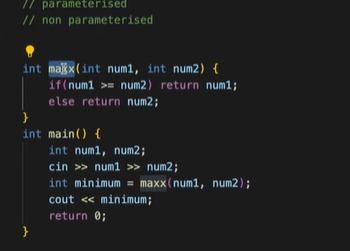 // parameterised
// non parameterised
int maxx(int num1, int num2) {
if(num1 >= num2) return num1;
else return num2;
}
int main() {
int num1, num2;
cin >> num1 >> num2;
int minimum = maxx(num1, num2);
cout << minimum;
return 0;
}